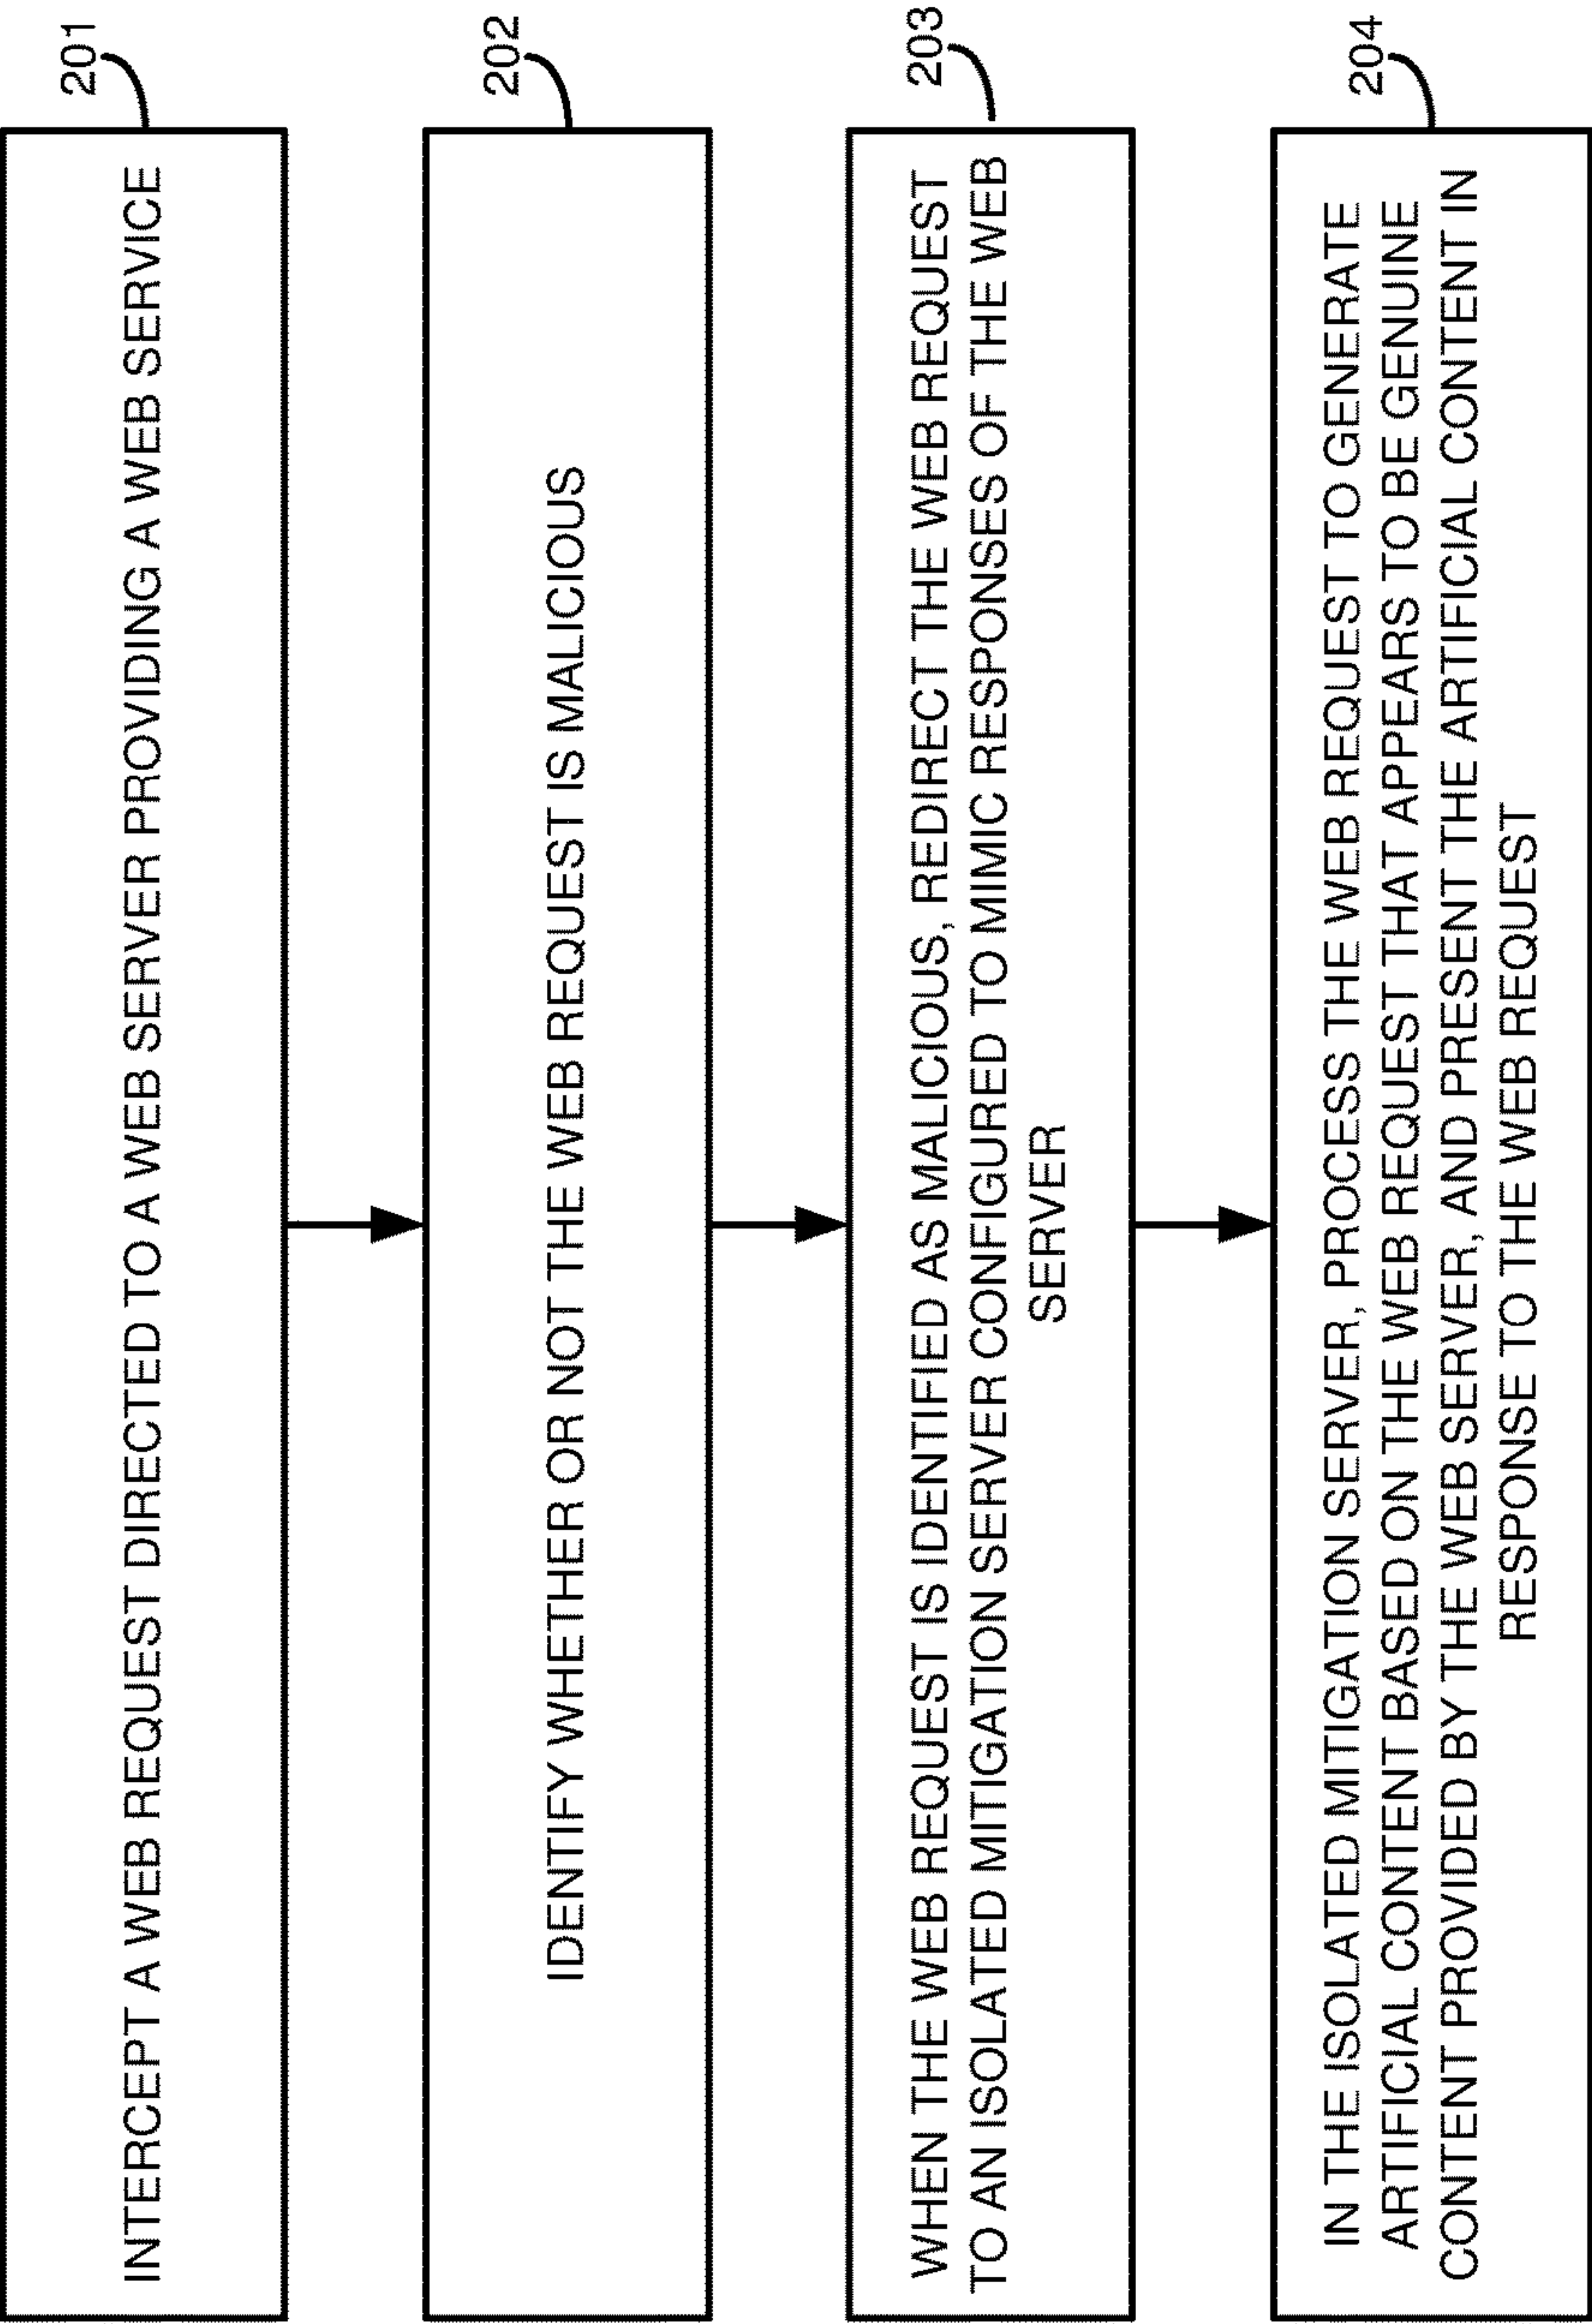 201
INTERCEPT A WEB REQUEST DIRECTED TO A WEB SERVER PROVIDING A WEB SERVICE
202
IDENTIFY WHETHER OR NOT THE WEB REQUEST IS MALICIOUS
203
WHEN THE WEB REQUEST IS IDENTIFIED AS MALICIOUS, REDIRECT THE WEB REQUEST
TO AN ISOLATED MITIGATION SERVER CONFIGURED TO MIMIC RESPONSES OF THE WEB
SERVER
204
IN THE ISOLATED MITIGATION SERVER, PROCESS THE WEB REQUEST TO GENERATE
ARTIFICIAL CONTENT BASED ON THE WEB REQUEST THAT APPEARS TO BE GENUINE
CONTENT PROVIDED BY THE WEB SERVER, AND PRESENT THE ARTIFICIAL CONTENT IN
RESPONSE TO THE WEB REQUEST